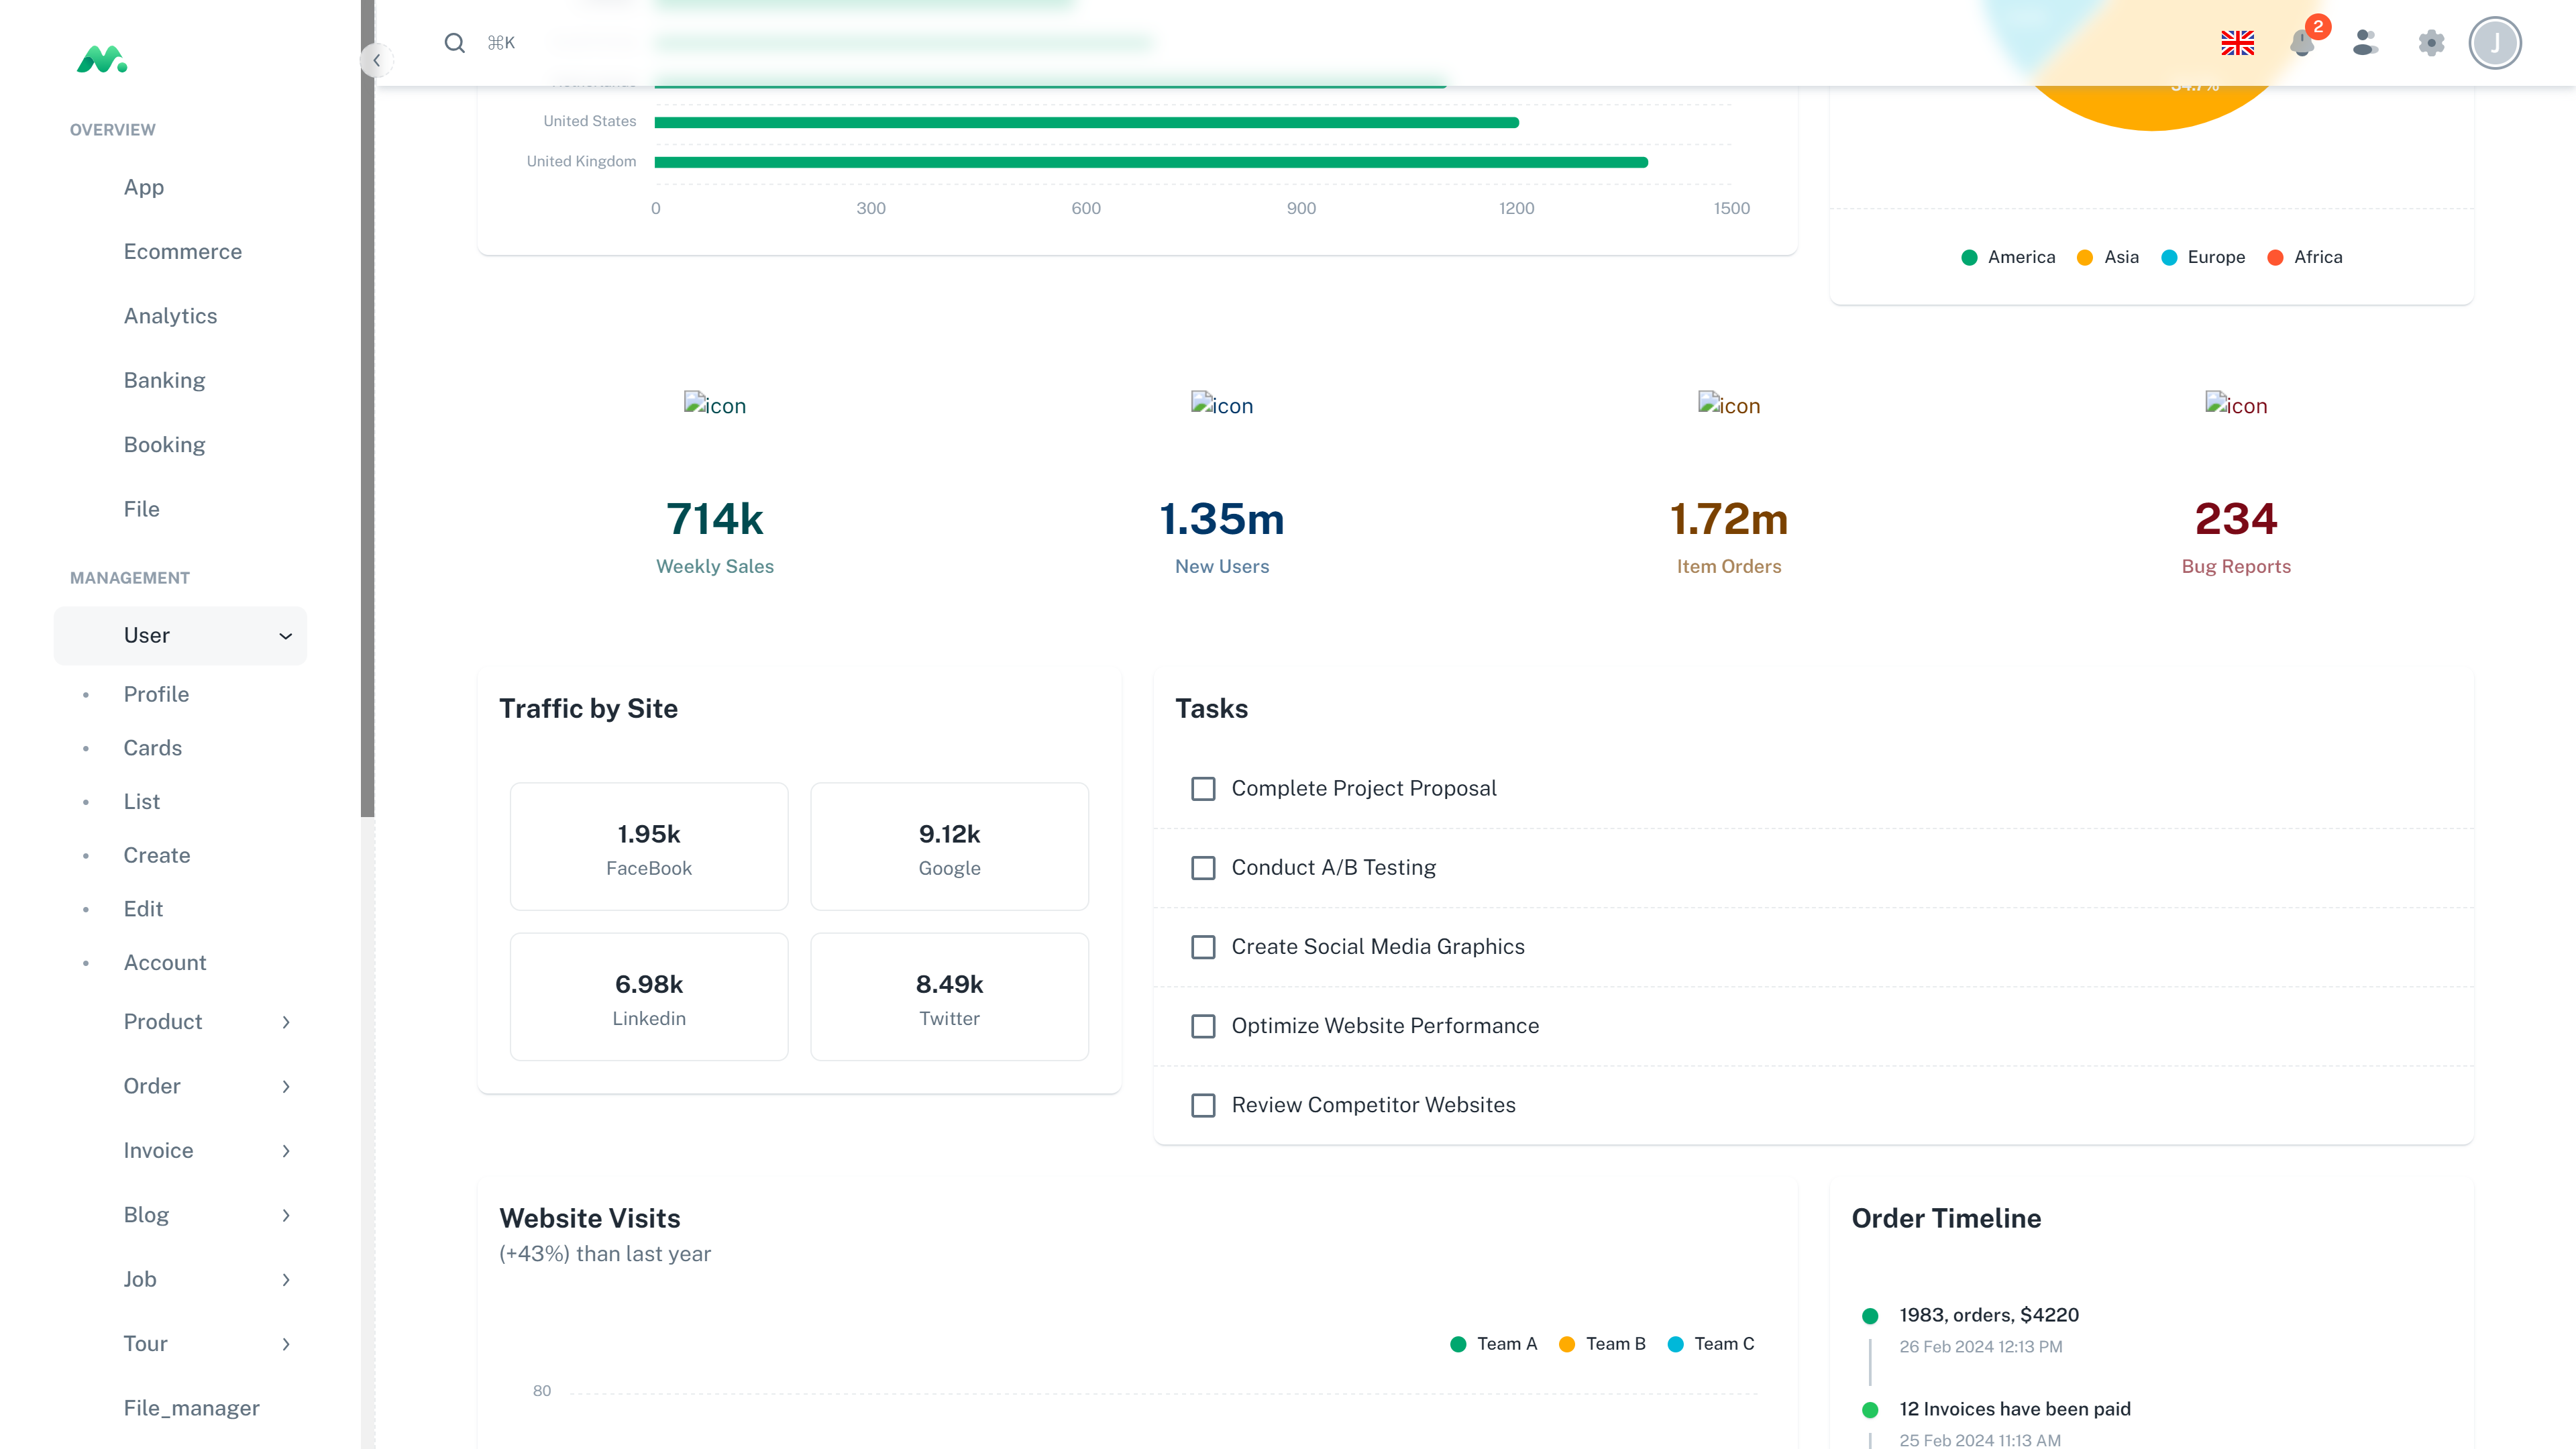 OVERVIEW
App
Ecommerce
Analytics
Banking
Booking
File
MANAGEMENT
User
Profile
Cards
List
Create
Edit
Account
Product
Order
Invoice
Blog
Job
Tour
File_manager
⌘K
2
J
United States
United Kingdom
0 300 600 900 1200 1500
America Asia Europe Africa
icon
714k
Weekly Sales
icon
1.35m
New Users
icon
1.72m
Item Orders
icon
234
Bug Reports
Traffic by Site
1.95k
FaceBook
9.12k
Google
6.98k
Linkedin
8.49k
Twitter
Tasks
Complete Project Proposal
Conduct A/B Testing
Create Social Media Graphics
Optimize Website Performance
Review Competitor Websites
Website Visits
(+43%) than last year
Team A Team B Team C
80
Order Timeline
1983, orders, $4220
26 Feb 2024 12:13 PM
12 Invoices have been paid
25 Feb 2024 11:13 AM